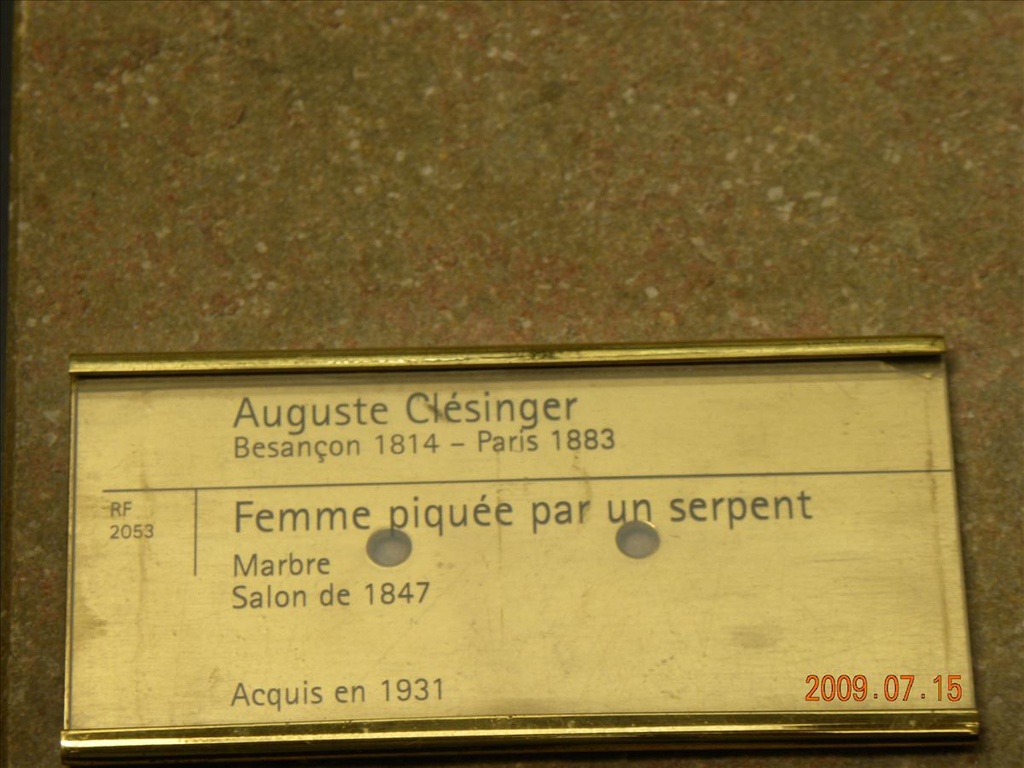 Auguste Clésinger
Besançon 1814 – Paris 1883
RF
2053
Femme piquée par un serpent
Marbre
Salon de 1847
Acquis en 1931
2009.07.15